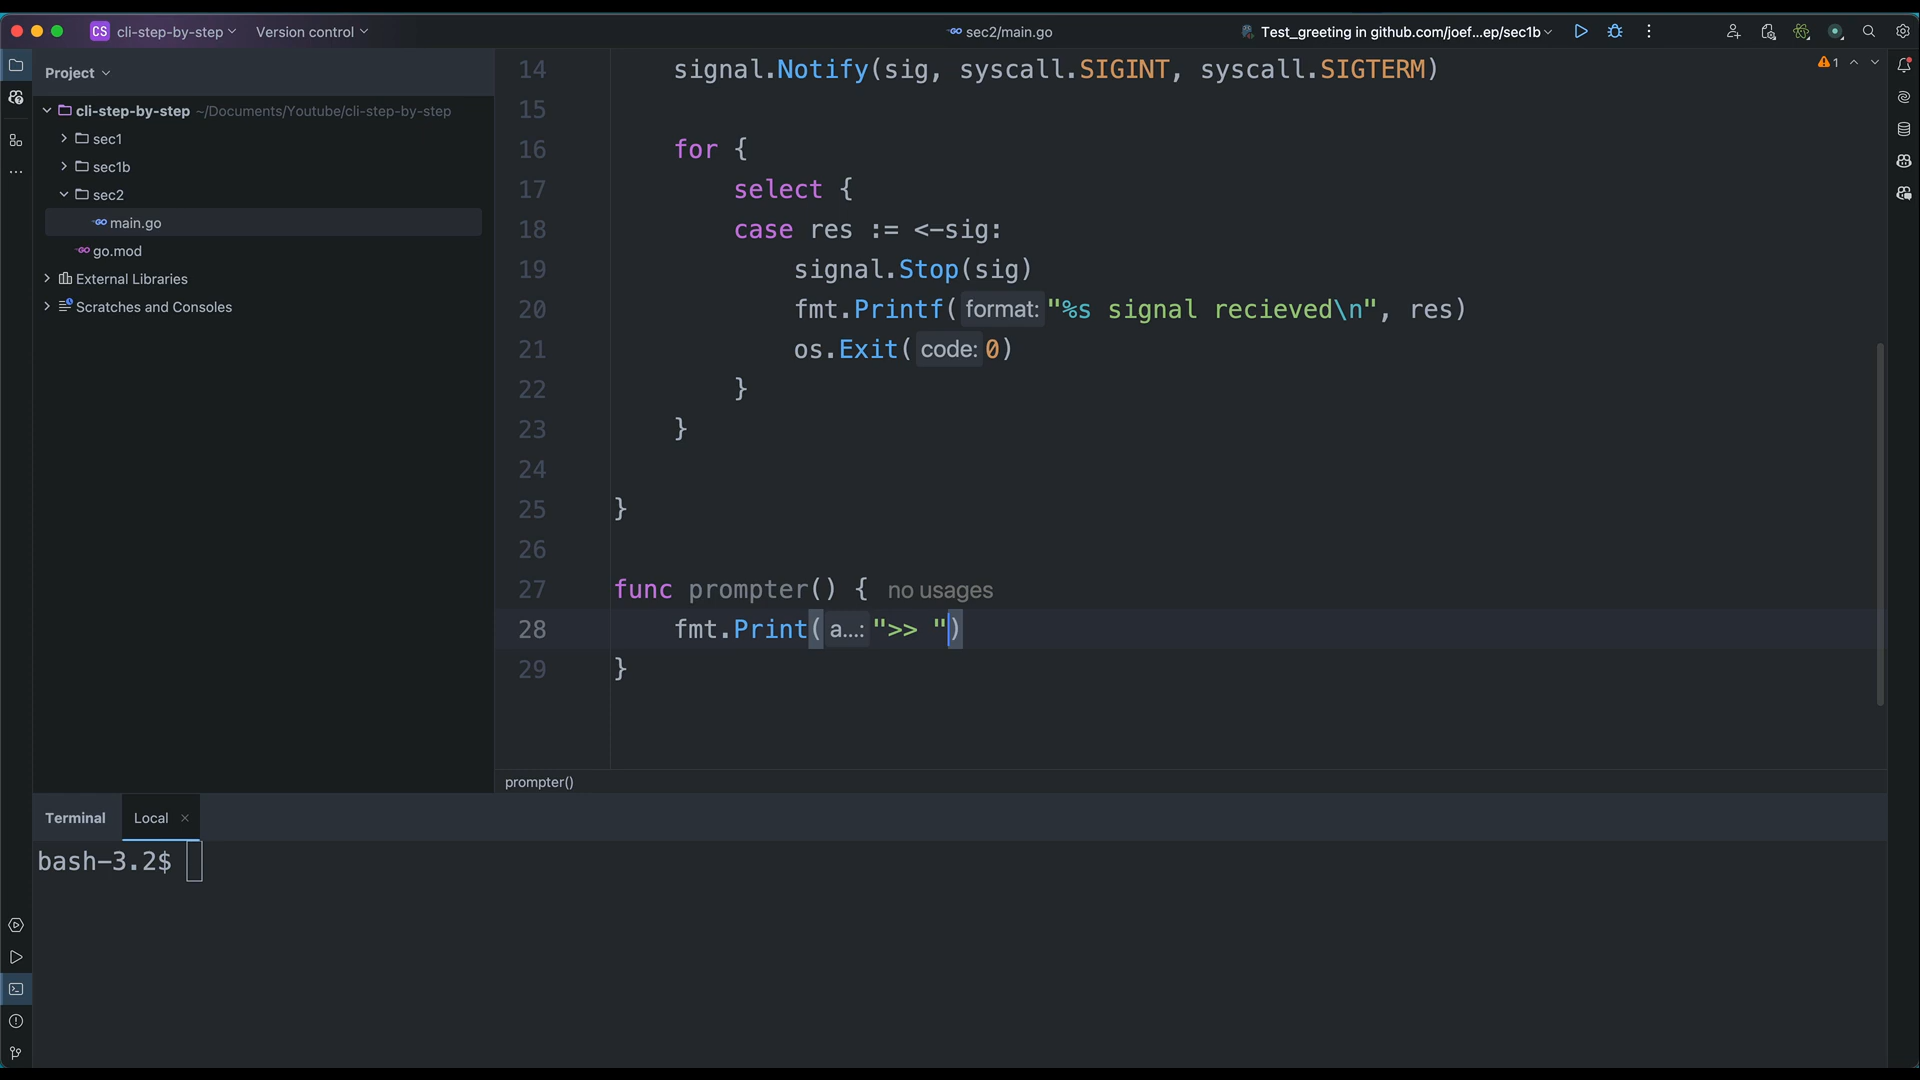 CS cli-step-by-step Version control sec2/main.go Test_greeting in github.com/joef...ep/sec1b
Project
cli-step-by-step ~/Documents/Youtube/cli-step-by-step
sec1
sec1b
sec2
main.go
go.mod
External Libraries
Scratches and Consoles
1
14 signal.Notify(sig, syscall.SIGINT, syscall.SIGTERM)
15
16 for {
17 select {
18 case res := <-sig:
19 signal.Stop(sig)
20 fmt.Printf( format: "%s signal recieved\n", res)
21 os.Exit( code: 0)
22 }
23 }
24
25 }
26
27 func prompter() { no usages
28 fmt.Print( a...: ">> ")
29 }
prompter()
Terminal Local
bash-3.2$